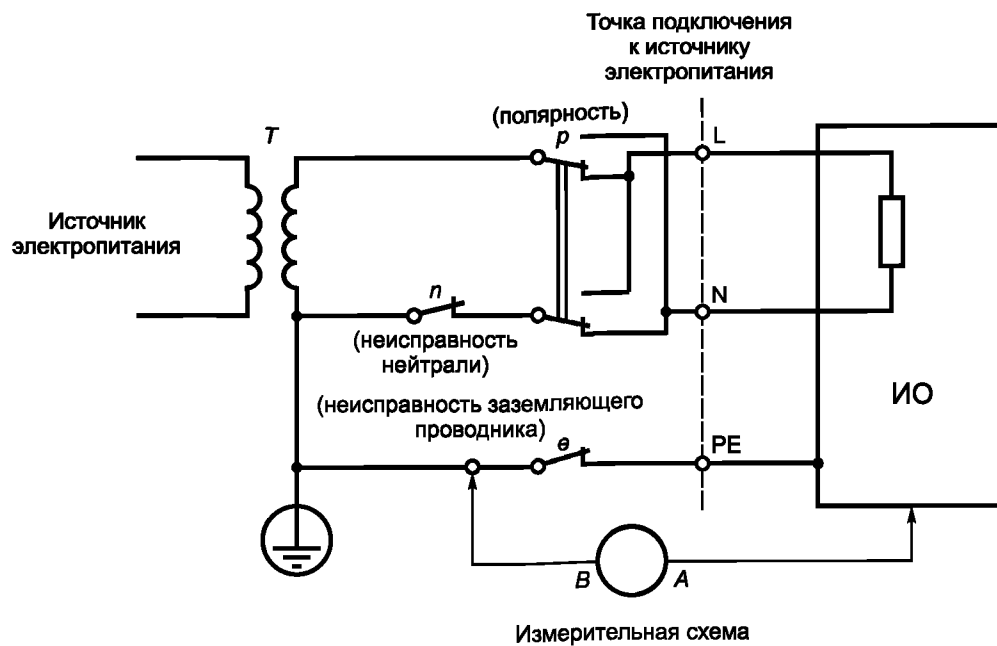 Точка подключения
к источнику
электропитания
(полярность)
T
p
L
Источник
электропитания
n
N
(неисправность
нейтрали)
ИО
(неисправность заземляющего
проводника)
e
PE
B
A
Измерительная схема